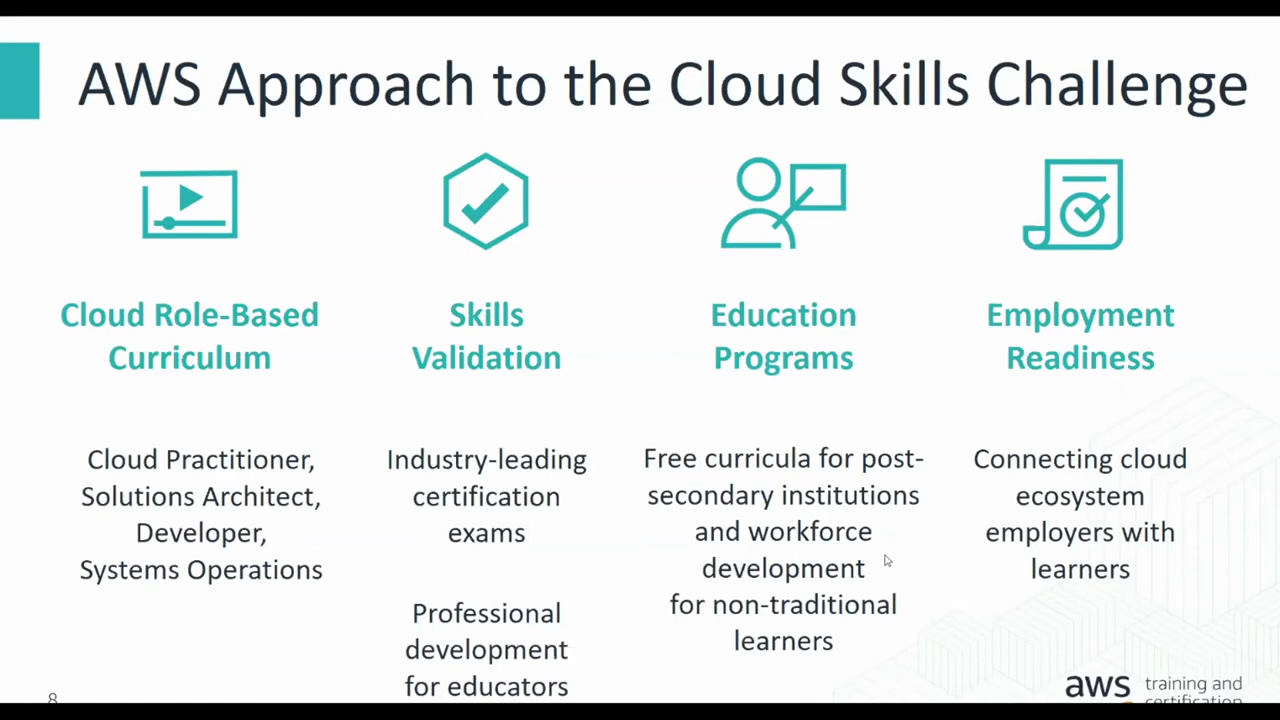 AWS Approach to the Cloud Skills Challenge
Cloud Role-Based
Curriculum
Cloud Practitioner,
Solutions Architect,
Developer,
Systems Operations
Skills
Validation
Industry-leading
certification
exams
Professional
development
for educators
Education
Programs
Free curricula for post-
secondary institutions
and workforce
development
for non-traditional
learners
Employment
Readiness
Connecting cloud
ecosystem
employers with
learners
8
aws training and
certification